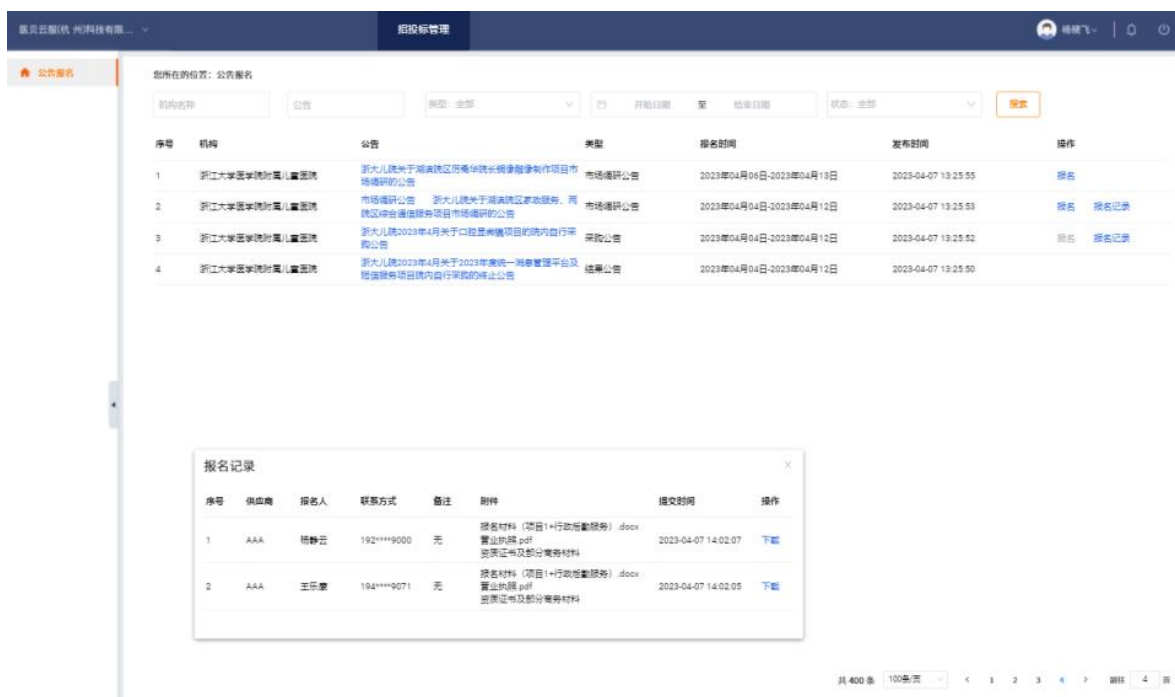 招投标管理
公告报名
您所在的位置：公告报名
机构名称 公告 类型：全部 开始日期 至 结束日期 状态：全部 搜索
序号 机构 公告 类型 报名时间 发布时间 操作
1 浙江大学医学院附属儿童医院 市场调研公告 2023年04月06日-2023年04月13日 2023-04-07 13:25:55 报名
场调研的公告
2 浙江大学医学院附属儿童医院 市场调研公告 浙大儿院关于湖滨院区家政服务、两 市场调研公告 2023年04月04日-2023年04月12日 2023-04-07 13:25:53 报名 报名记录
院区综合通信服务项目市场调研的公告
3 浙江大学医学院附属儿童医院 浙大儿院2023年4月关于口腔显微镜项目的院内自行采 采购公告 2023年04月04日-2023年04月12日 2023-04-07 13:25:52 报名 报名记录
购公告
4 浙江大学医学院附属儿童医院 浙大儿院2023年4月关于2023年度统一消息管理平台及 结果公告 2023年04月04日-2023年04月12日 2023-04-07 13:25:50
短信服务项目院内自行采购的终止公告
报名记录
序号 供应商 报名人 联系方式 备注 附件 提交时间 操作
1 AAA 杨静云 192****9000 无 报名材料（项目1+行政后勤服务）.docx 2023-04-07 14:02:07 下载
营业执照.pdf
资质证书及部分商务材料
2 AAA 王乐康 194****9071 无 报名材料（项目1+行政后勤服务）.docx 2023-04-07 14:02:05 下载
营业执照.pdf
资质证书及部分商务材料
共 400 条 100条/页 < 1 2 3 4 > 前往 4 页